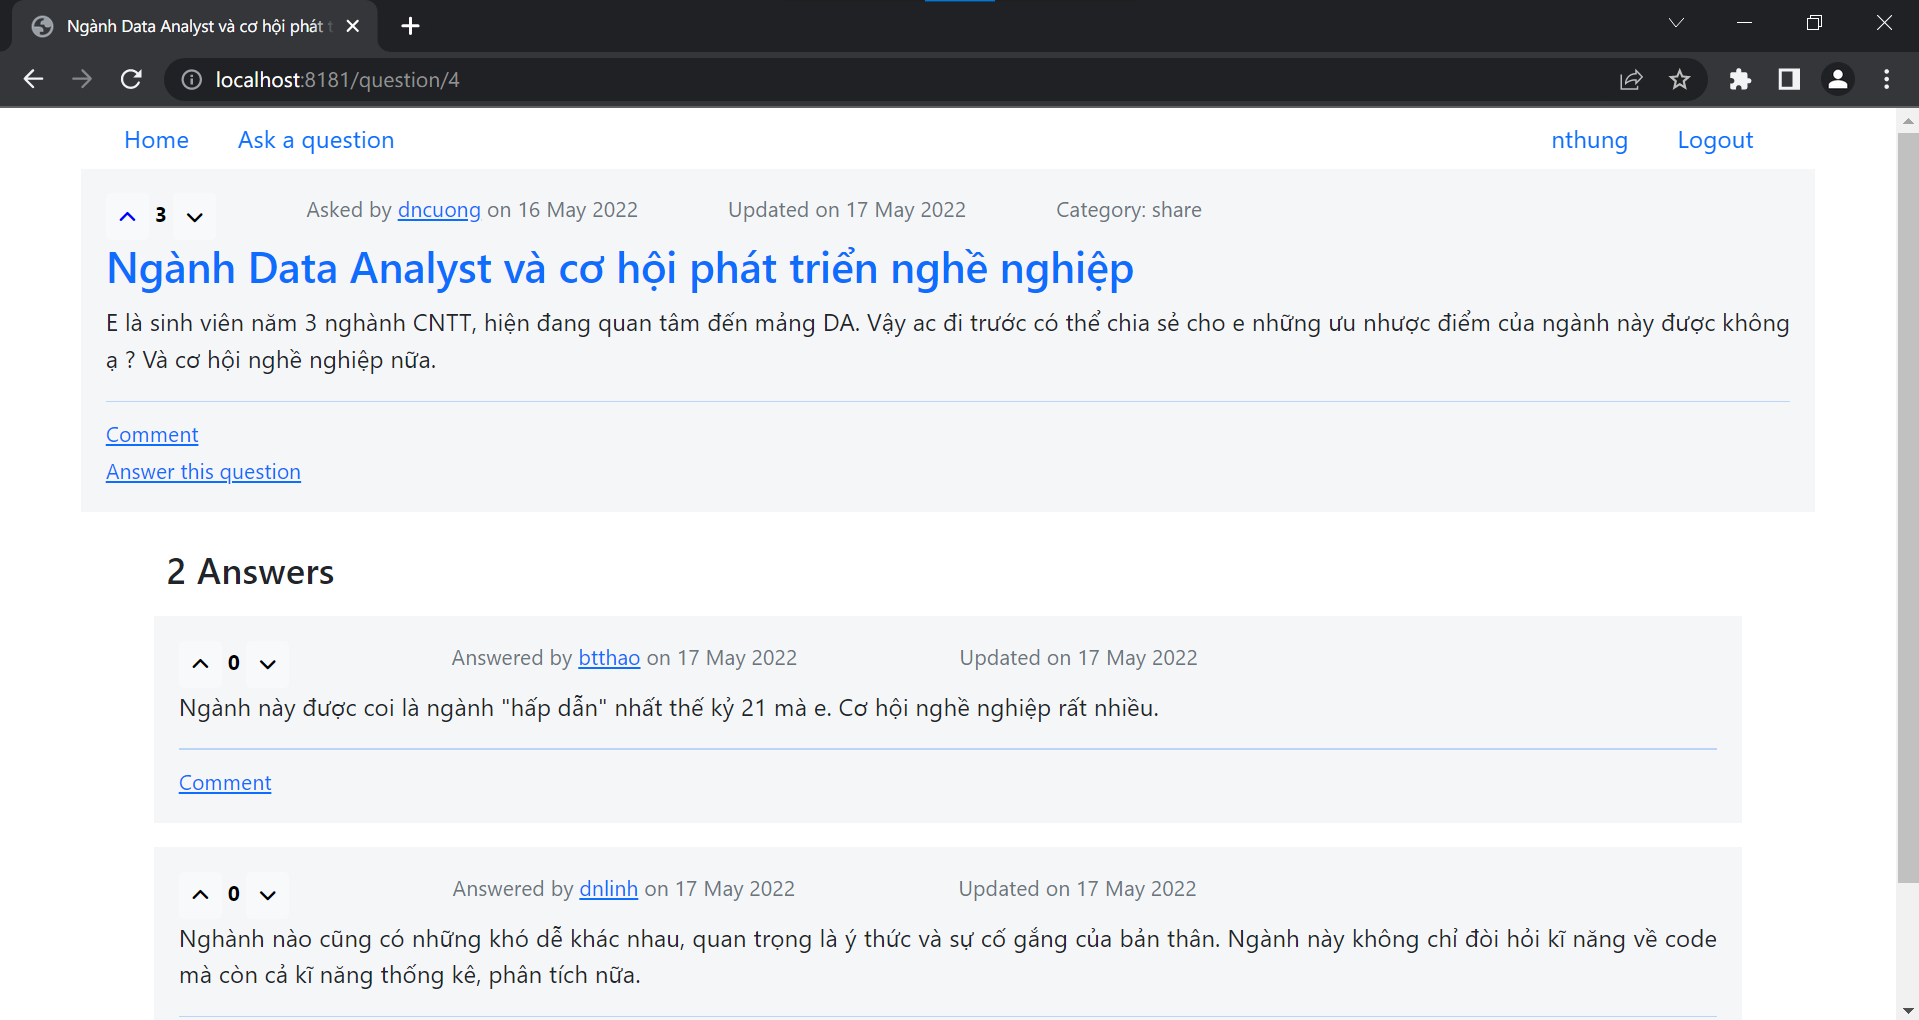 Ngành Data Analyst và cơ hội phát t
localhost:8181/question/4
Home Ask a question nthung Logout
3 Asked by dncuong on 16 May 2022 Updated on 17 May 2022 Category: share
Ngành Data Analyst và cơ hội phát triển nghề nghiệp
E là sinh viên năm 3 nghành CNTT, hiện đang quan tâm đến mảng DA. Vậy ac đi trước có thể chia sẻ cho e những ưu nhược điểm của ngành này được không
ạ ? Và cơ hội nghề nghiệp nữa.
Comment
Answer this question
2 Answers
0 Answered by btthao on 17 May 2022 Updated on 17 May 2022
Ngành này được coi là ngành "hấp dẫn" nhất thế kỷ 21 mà e. Cơ hội nghề nghiệp rất nhiều.
Comment
0 Answered by dnlinh on 17 May 2022 Updated on 17 May 2022
Nghành nào cũng có những khó dễ khác nhau, quan trọng là ý thức và sự cố gắng của bản thân. Ngành này không chỉ đòi hỏi kĩ năng về code
mà còn cả kĩ năng thống kê, phân tích nữa.